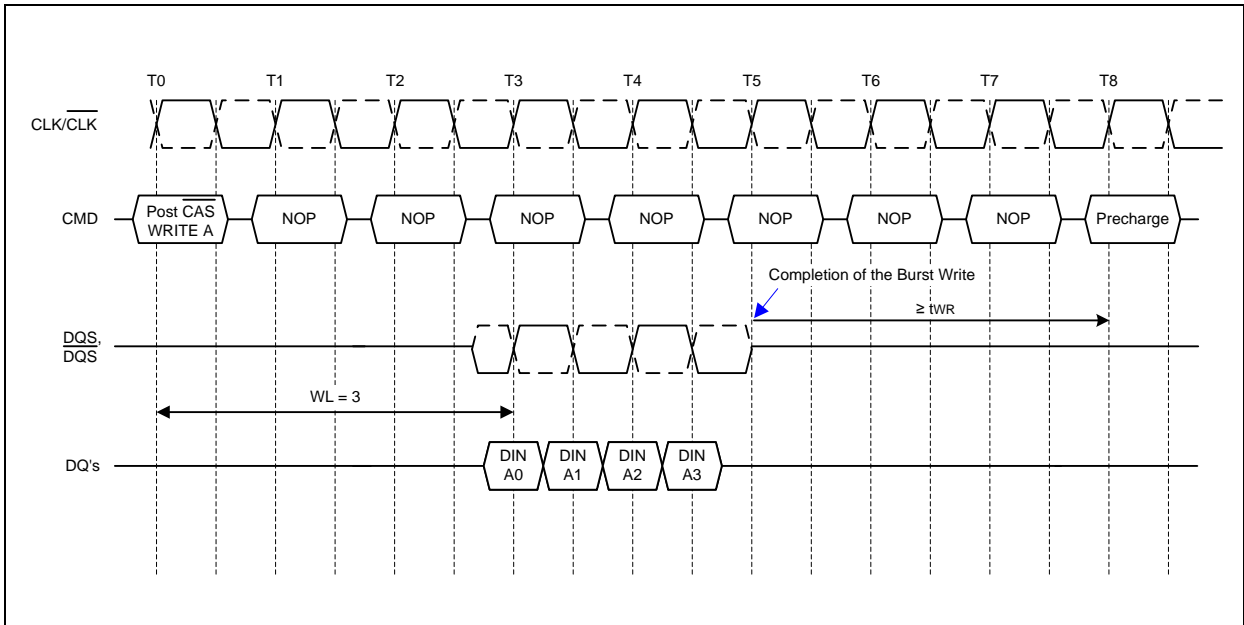 T0 T1 T2 T3 T4 T5 T6 T7 T8
CLK/CLK
CMD
Post CAS
WRITE A
NOP NOP NOP NOP NOP NOP NOP Precharge
Completion of the Burst Write
≥ tWR
DQS,
DQS
WL = 3
DQ's
DIN
A0
DIN
A1
DIN
A2
DIN
A3